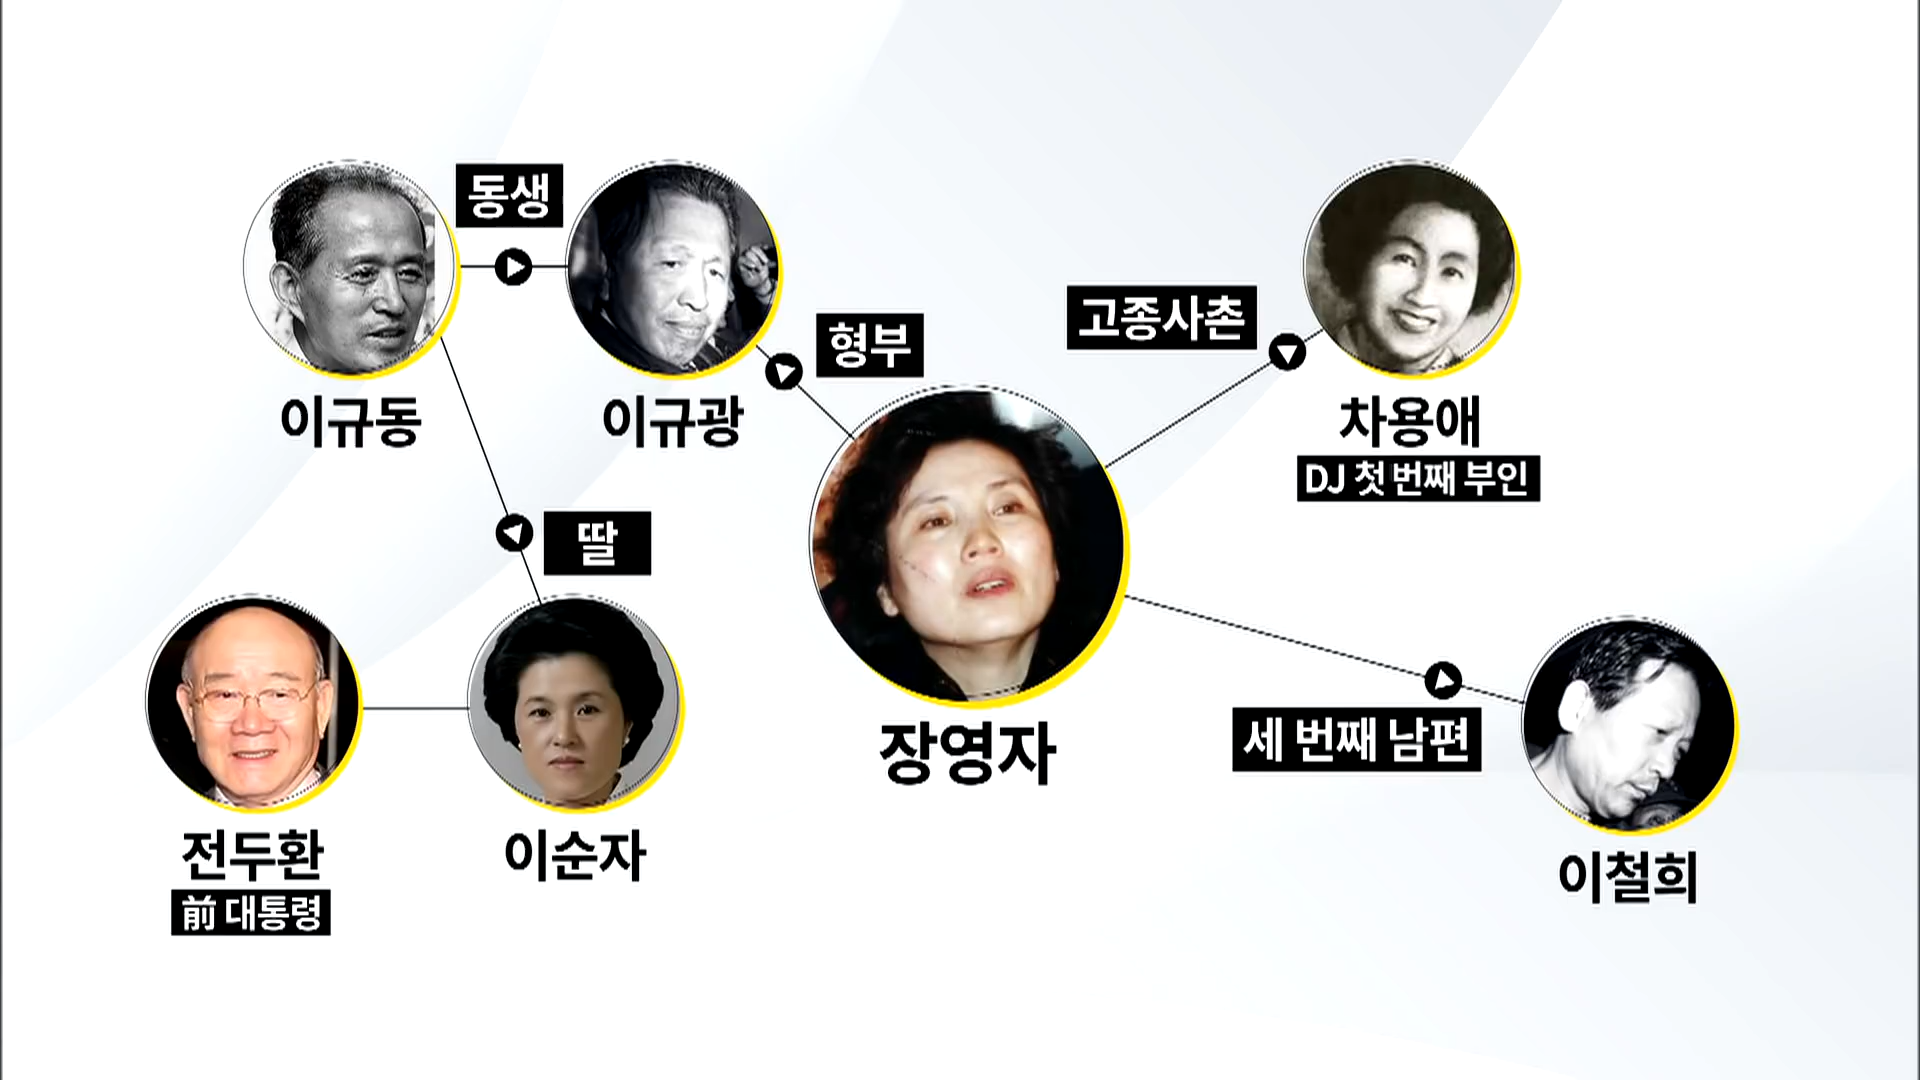 동생
형부
고종사촌
이규동
이규광
차용애
DJ 첫 번째 부인
딸
장영자
세 번째 남편
전두환
前 대통령
이순자
이철희